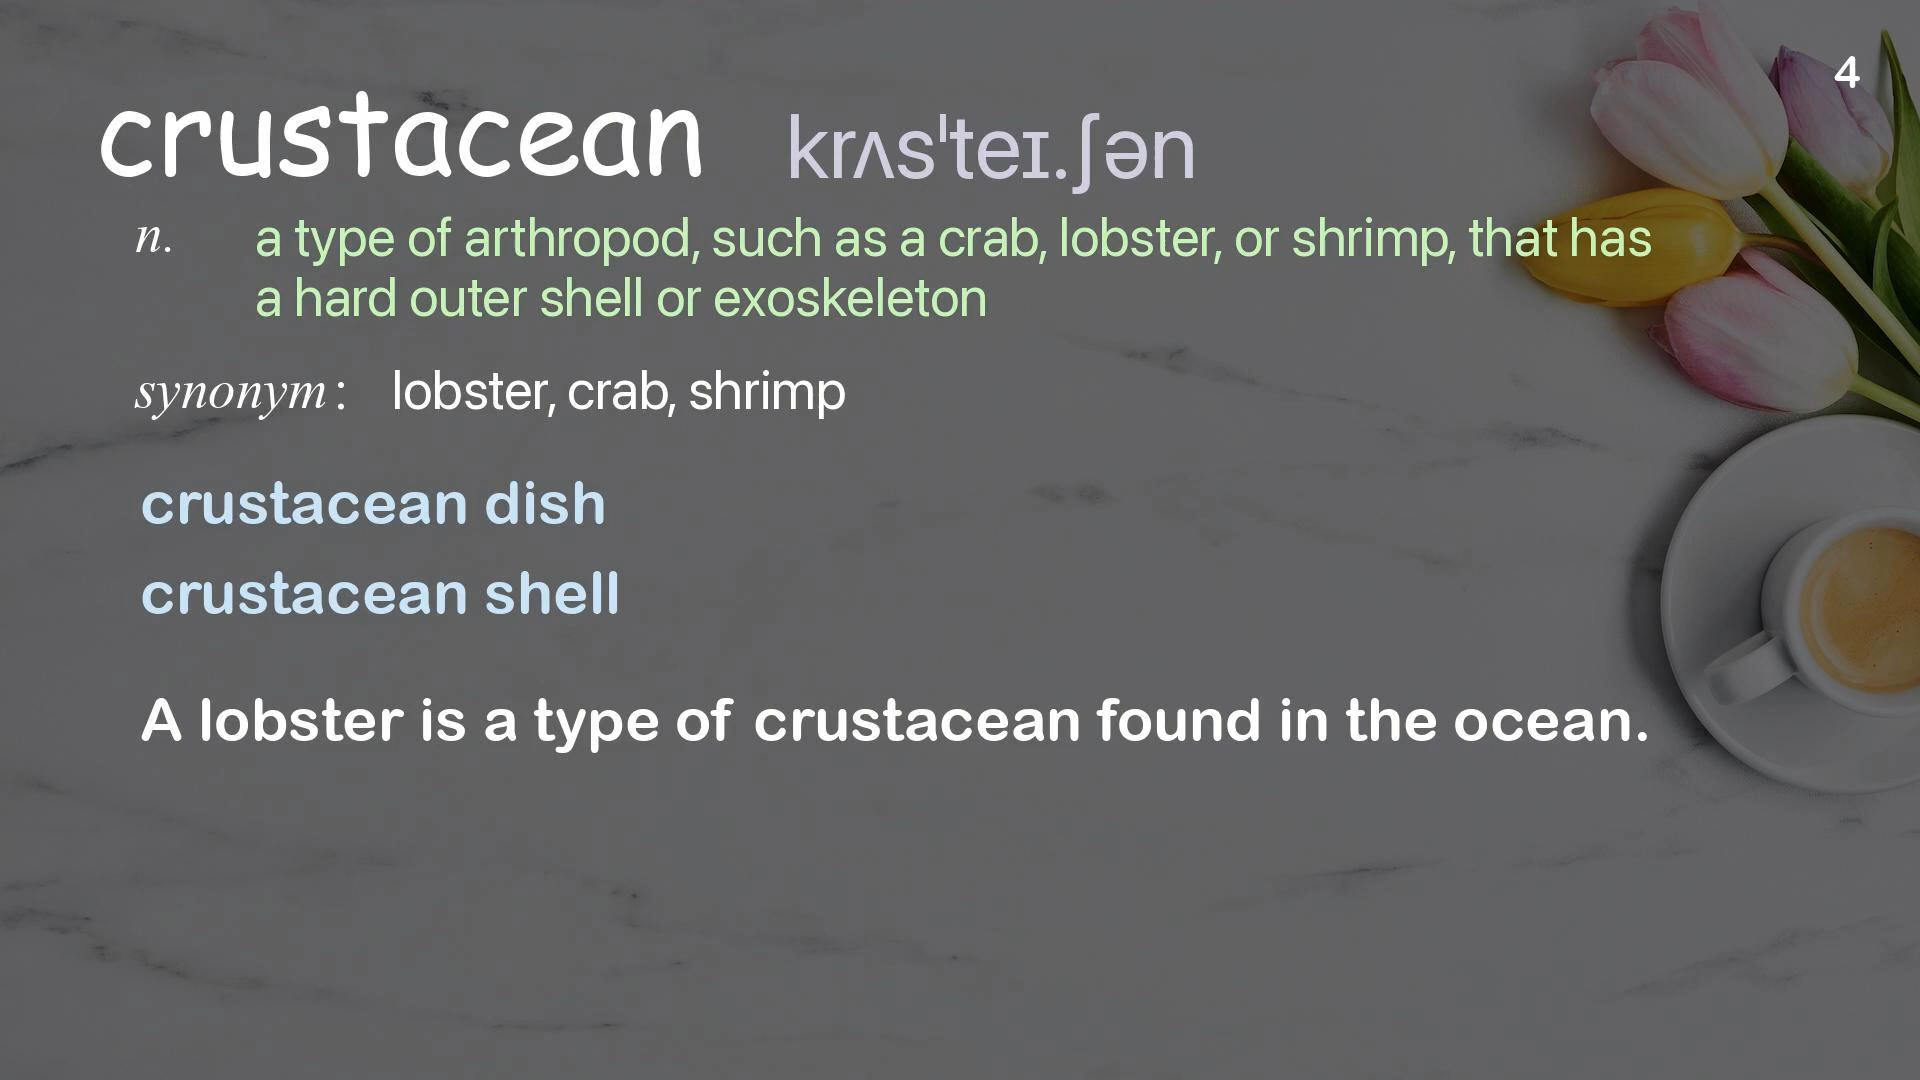 4
crustacean krʌsˈteɪ.ʃən
n. a type of arthropod, such as a crab, lobster, or shrimp, that has
a hard outer shell or exoskeleton
synonym: lobster, crab, shrimp
crustacean dish
crustacean shell
A lobster is a type of crustacean found in the ocean.